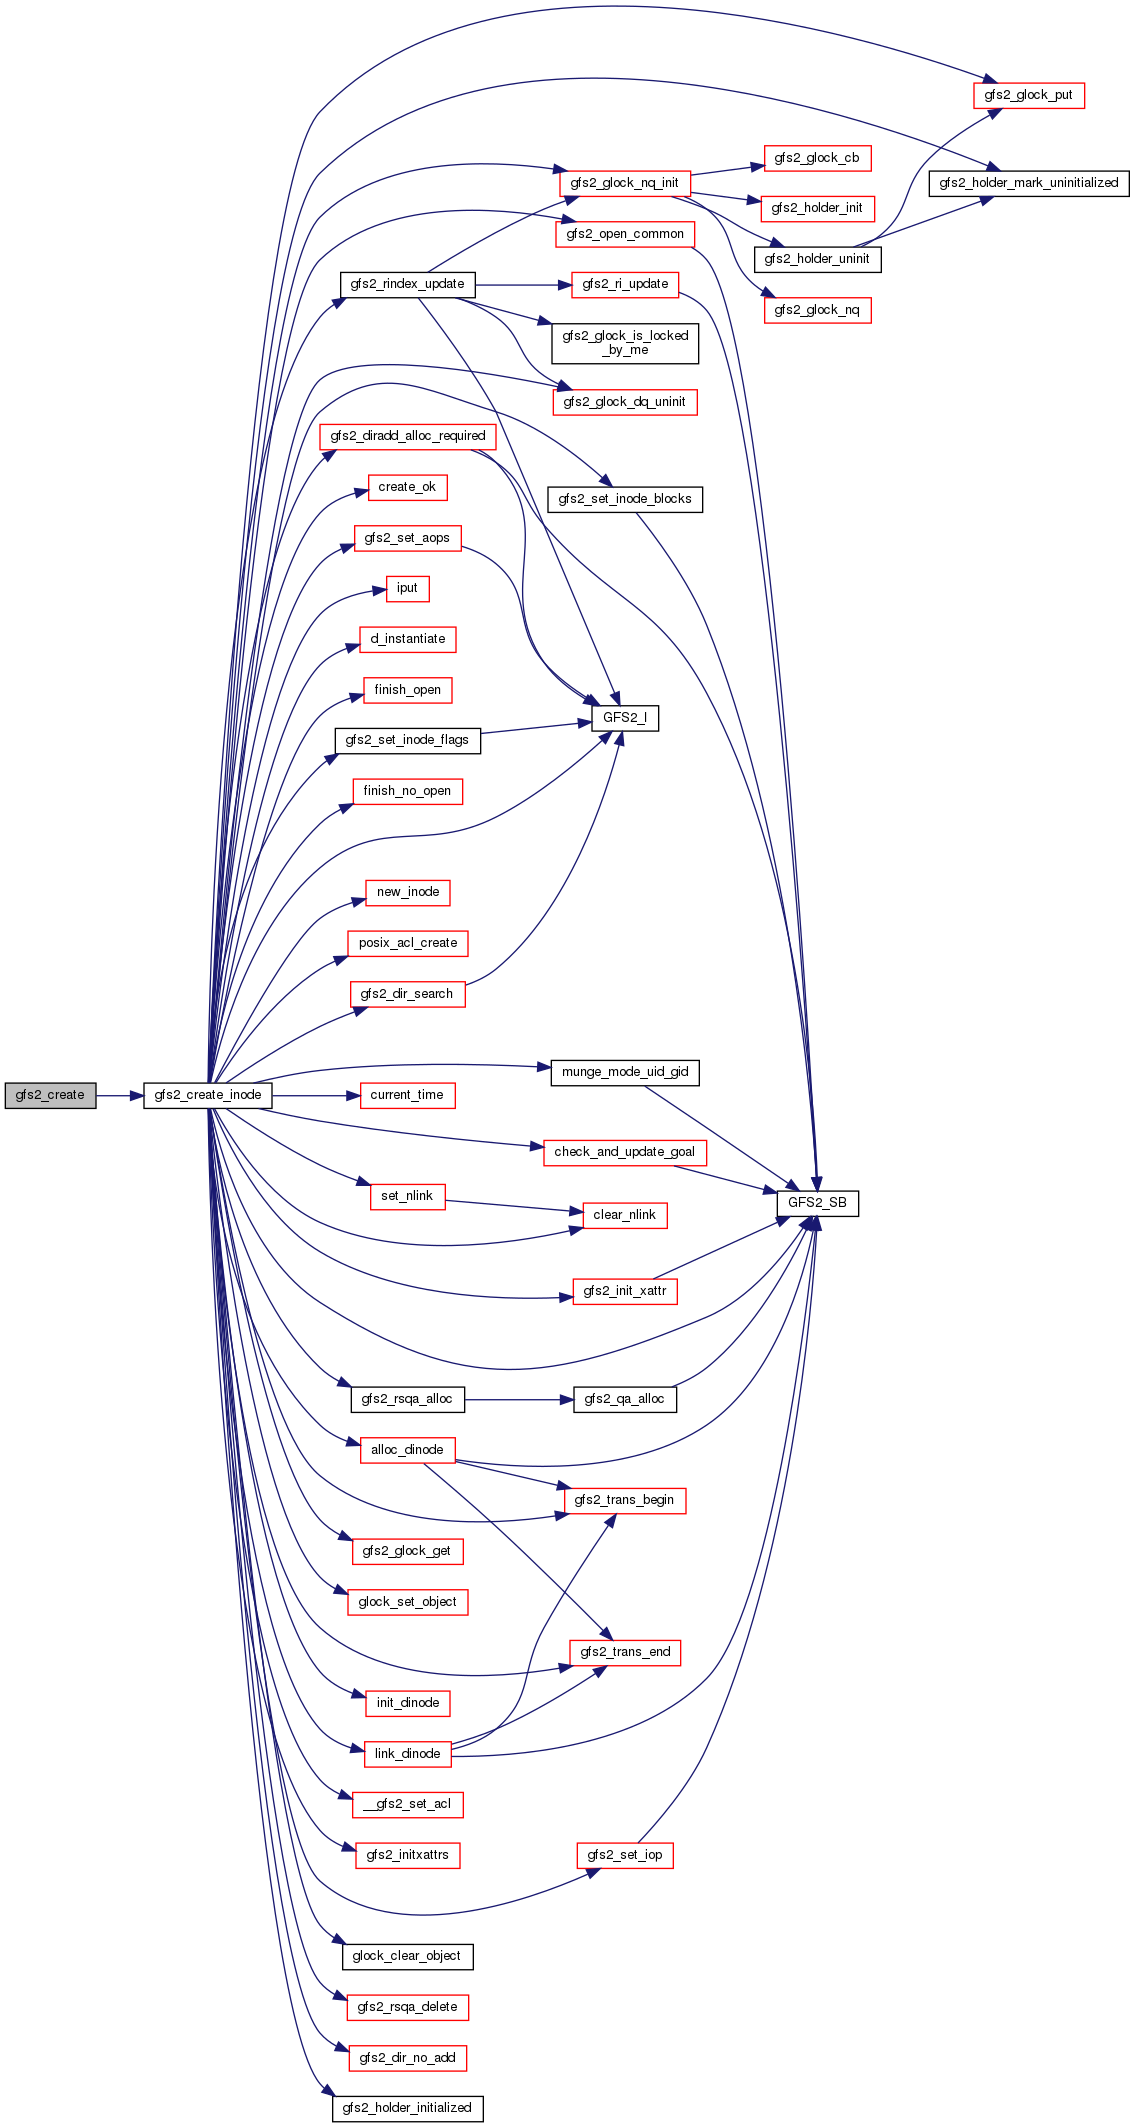 gfs2_glock_put
gfs2_glock_cb
gfs2_glock_nq_init
gfs2_holder_mark_uninitialized
gfs2_holder_init
gfs2_open_common
gfs2_holder_uninit
gfs2_rindex_update
gfs2_ri_update
gfs2_glock_nq
gfs2_glock_is_locked
_by_me
gfs2_glock_dq_uninit
gfs2_diradd_alloc_required
create_ok
gfs2_set_inode_blocks
gfs2_set_aops
iput
d_instantiate
finish_open
GFS2_I
gfs2_set_inode_flags
finish_no_open
new_inode
posix_acl_create
gfs2_dir_search
munge_mode_uid_gid
gfs2_create
gfs2_create_inode
current_time
check_and_update_goal
set_nlink
GFS2_SB
clear_nlink
gfs2_init_xattr
gfs2_rsqa_alloc
gfs2_qa_alloc
alloc_dinode
gfs2_trans_begin
gfs2_glock_get
glock_set_object
gfs2_trans_end
init_dinode
link_dinode
__gfs2_set_acl
gfs2_initxattrs
gfs2_set_iop
glock_clear_object
gfs2_rsqa_delete
gfs2_dir_no_add
gfs2_holder_initialized